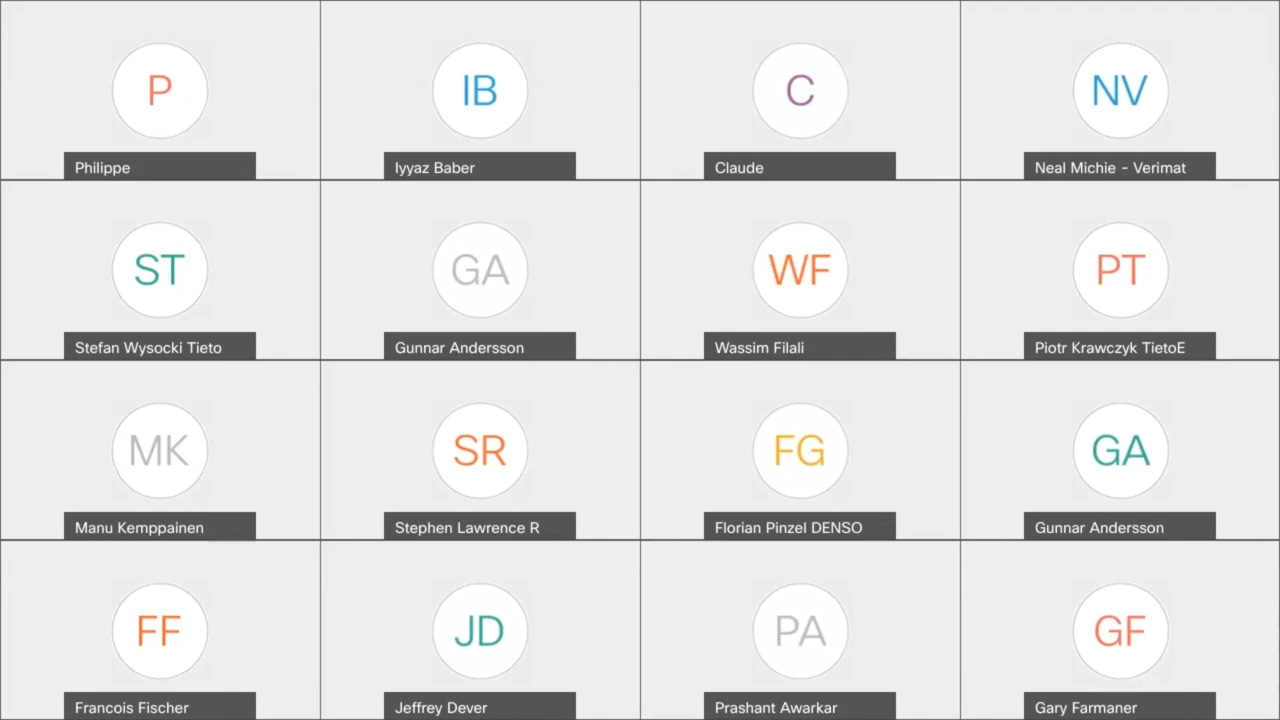 P
IB
C
NV
Philippe
Iyyaz Baber
Claude
Neal Michie - Verimat
ST
GA
WF
PT
Stefan Wysocki Tieto
Gunnar Andersson
Wassim Filali
Piotr Krawczyk TietoE
MK
SR
FG
GA
Manu Kemppainen
Stephen Lawrence R
Florian Pinzel DENSO
Gunnar Andersson
FF
JD
PA
GF
Francois Fischer
Jeffrey Dever
Prashant Awarkar
Gary Farmaner